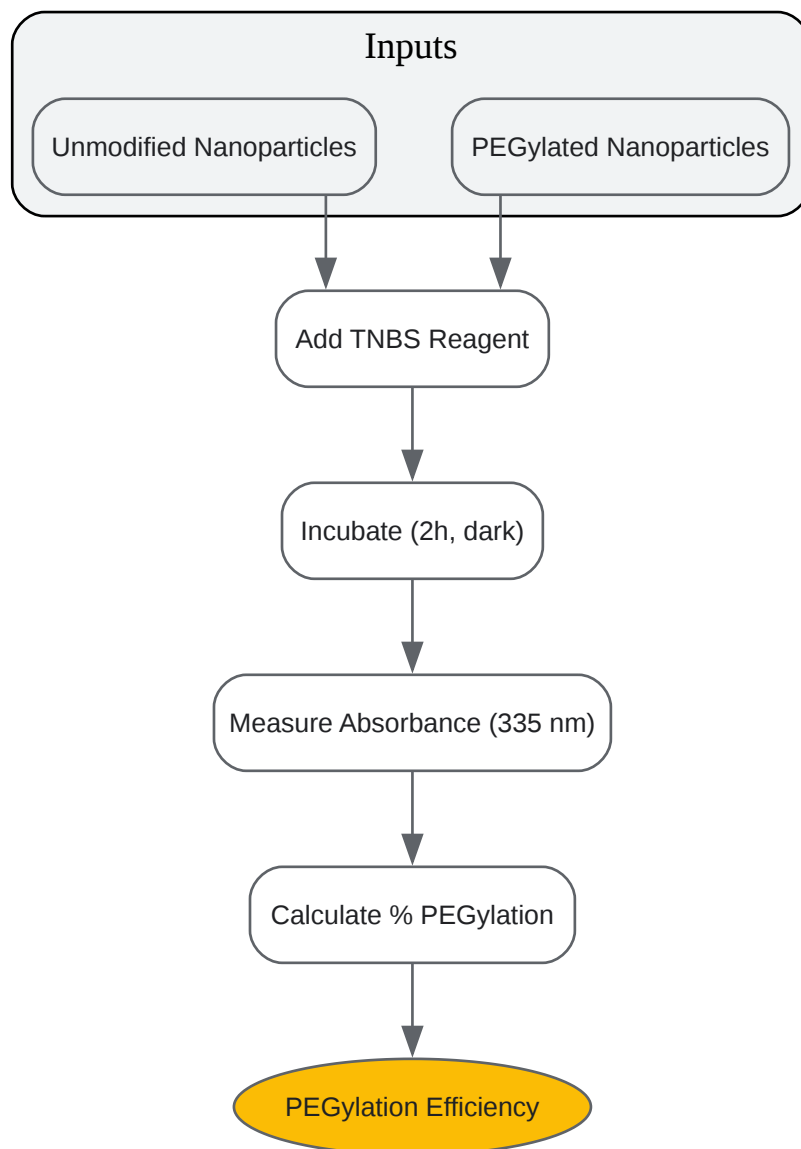 Inputs
Unmodified Nanoparticles
PEGylated Nanoparticles
Add TNBS Reagent
Incubate (2h, dark)
Measure Absorbance (335 nm)
Calculate % PEGylation
PEGylation Efficiency